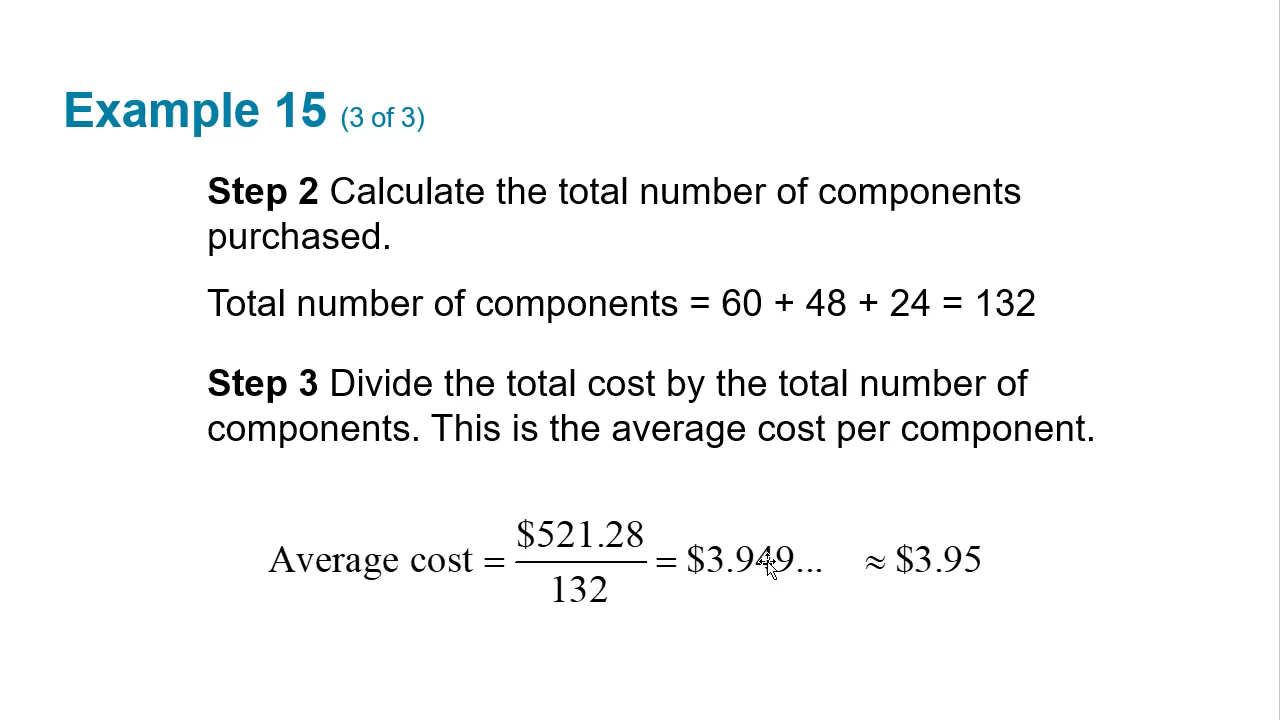 Example 15 (3 of 3)
Step 2 Calculate the total number of components
purchased.
Total number of components = 60 + 48 + 24 = 132
Step 3 Divide the total cost by the total number of
components. This is the average cost per component.
Average cost = $521.28 / 132 = $3.949... ≈ $3.95